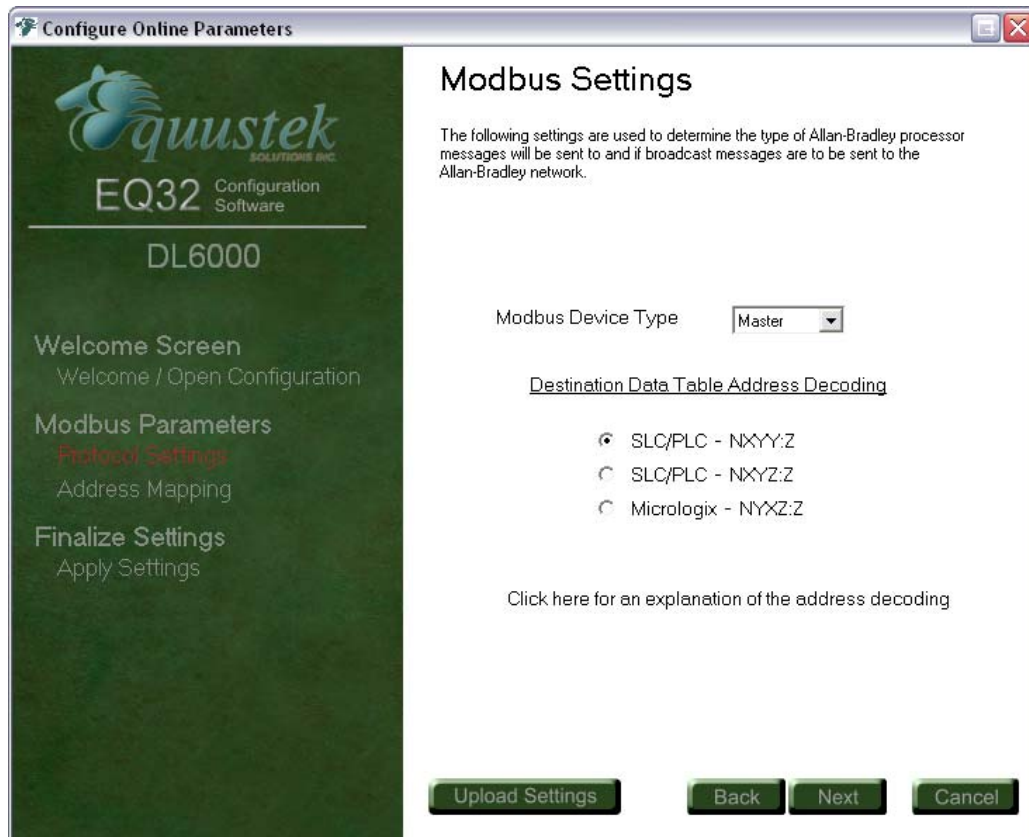 Configure Online Parameters
Equustek
SOLUTIONS INC.
EQ32 Configuration Software
DL6000
Welcome Screen
Welcome / Open Configuration
Modbus Parameters
Protocol Settings
Address Mapping
Finalize Settings
Apply Settings
Modbus Settings
The following settings are used to determine the type of Allan-Bradley processor
messages will be sent to and if broadcast messages are to be sent to the
Allan-Bradley network.
Modbus Device Type
Master
Destination Data Table Address Decoding
SLC/PLC - NXYY:Z
SLC/PLC - NXYZ:Z
Micrologix - NYXZ:Z
Click here for an explanation of the address decoding
Upload Settings
Back
Next
Cancel